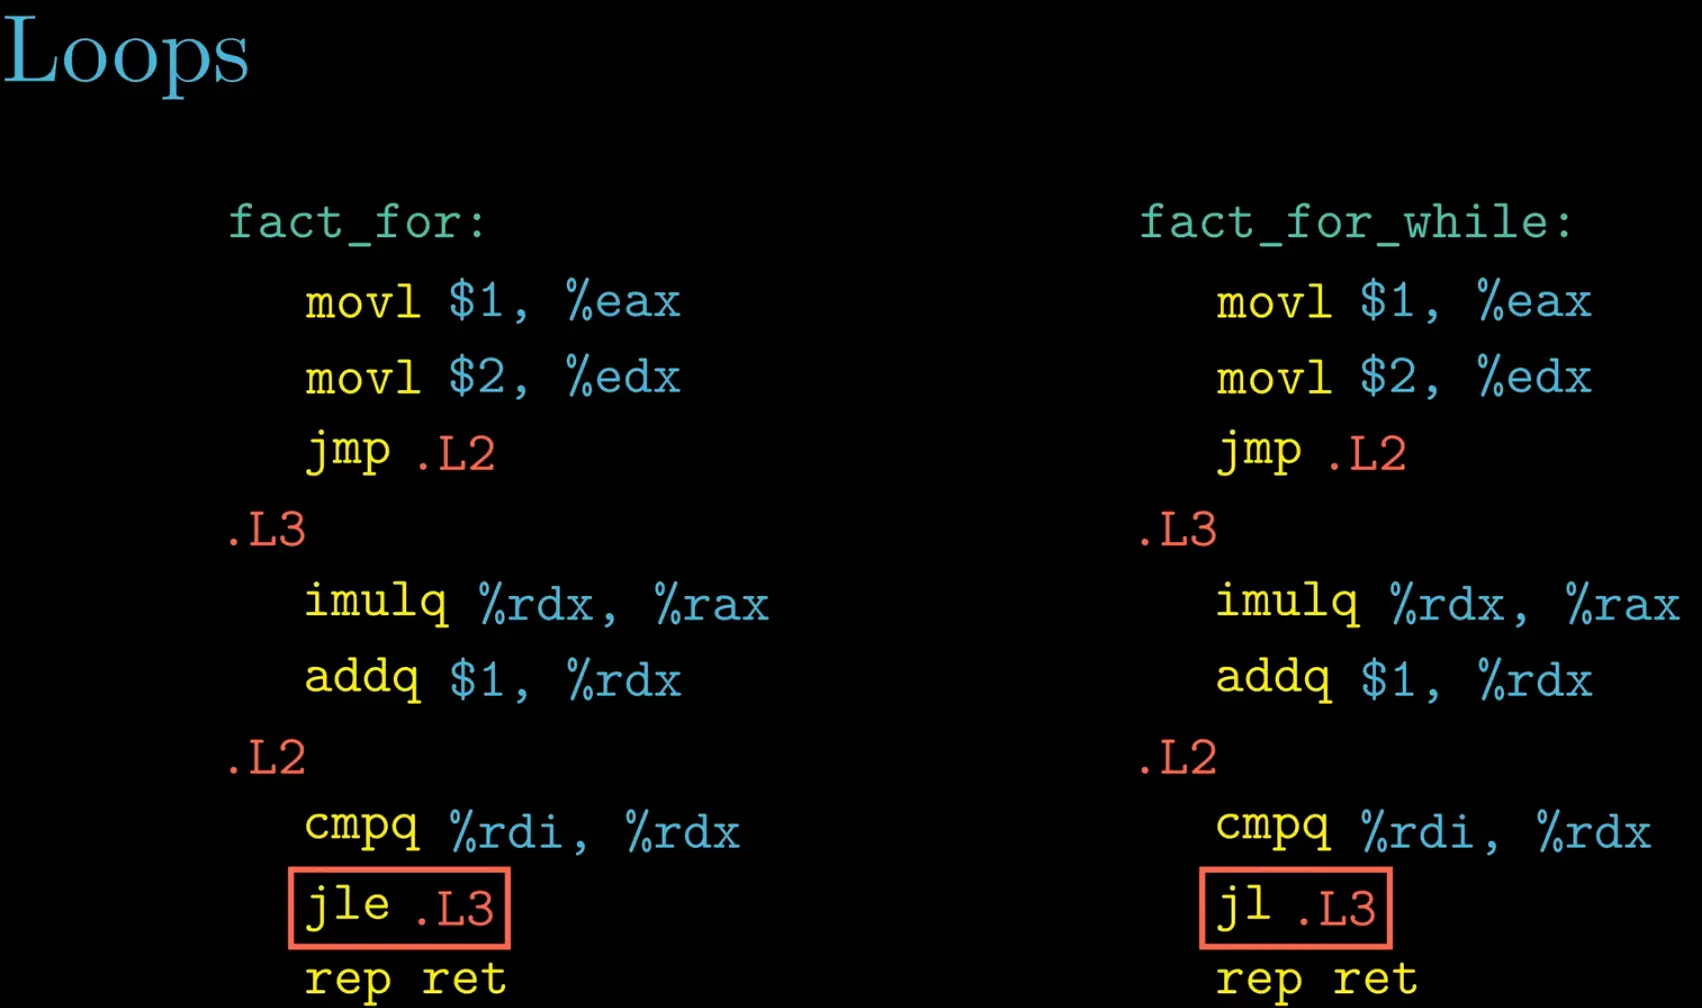 Loops
fact_for:
movl $1, %eax
movl $2, %edx
jmp .L2
.L3
imulq %rdx, %rax
addq $1, %rdx
.L2
cmpq %rdi, %rdx
jle .L3
rep ret
fact_for_while:
movl $1, %eax
movl $2, %edx
jmp .L2
.L3
imulq %rdx, %rax
addq $1, %rdx
.L2
cmpq %rdi, %rdx
jl .L3
rep ret